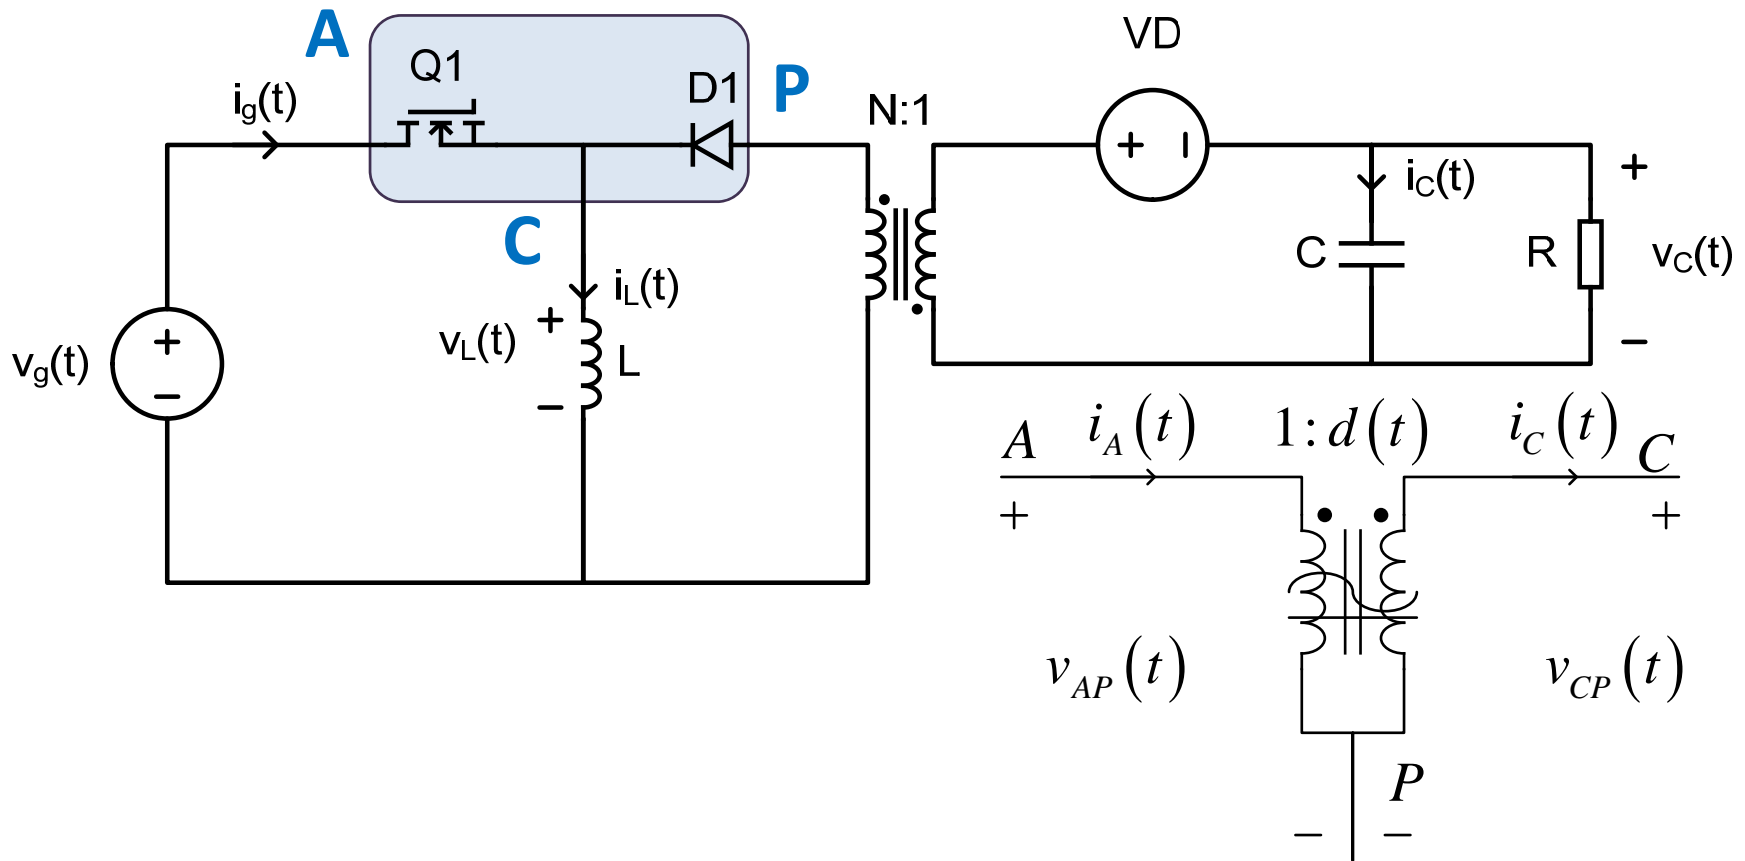 A
Q1
D1
P
VD
i_g(t)
N:1
+ −
i_C(t)
+
C
C
R
v_C(t)
i_L(t)
+
v_L(t)
L
−
−
v_g(t)
+
−
A
i_A(t)
1:d(t)
i_C(t)
C
+
+
v_AP(t)
v_CP(t)
P
− −